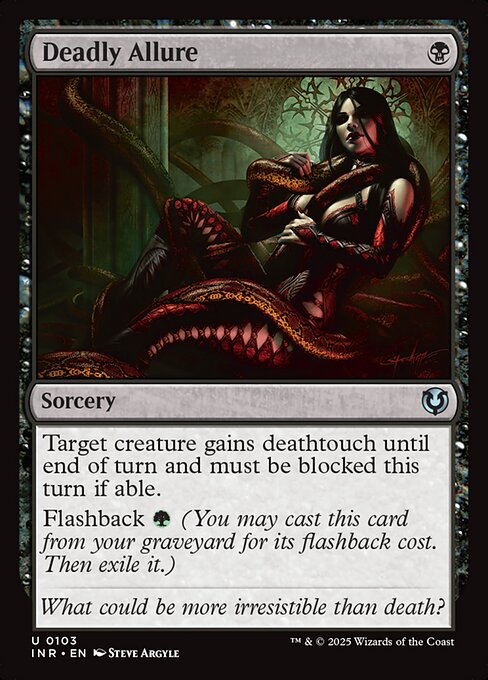 Deadly Allure
Sorcery
Target creature gains deathtouch until
end of turn and must be blocked this
turn if able.
Flashback (You may cast this card
from your graveyard for its flashback cost.
Then exile it.)
What could be more irresistible than death?
U 0103
INR • EN STEVE ARGYLE
™ & © 2025 Wizards of the Coast